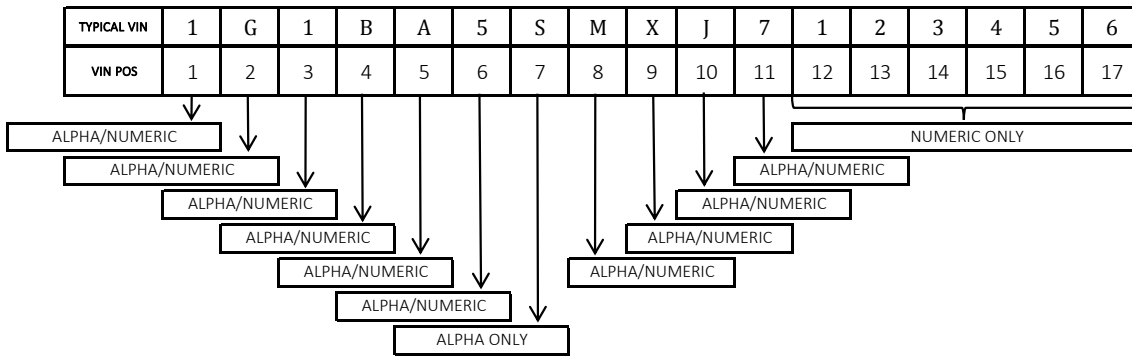 TYPICAL VIN 1 G 1 B A 5 S M X J 7 1 2 3 4 5 6
VIN POS 1 2 3 4 5 6 7 8 9 10 11 12 13 14 15 16 17
ALPHA/NUMERIC NUMERIC ONLY
ALPHA/NUMERIC ALPHA/NUMERIC
ALPHA/NUMERIC ALPHA/NUMERIC
ALPHA/NUMERIC ALPHA/NUMERIC
ALPHA/NUMERIC ALPHA/NUMERIC
ALPHA/NUMERIC
ALPHA ONLY